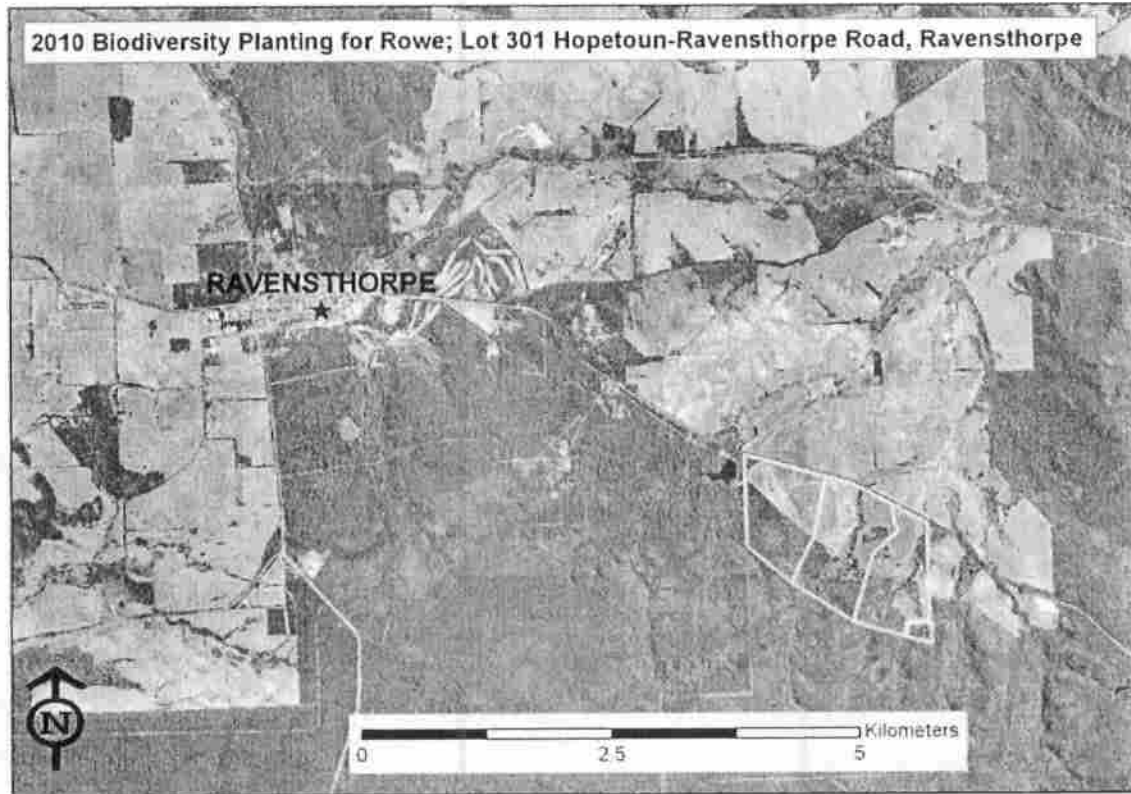 2010 Biodiversity Planting for Rowe; Lot 301 Hopetoun-Ravensthorpe Road, Ravensthorpe
RAVENSTHORPE
N
Kilometers
0 2.5 5